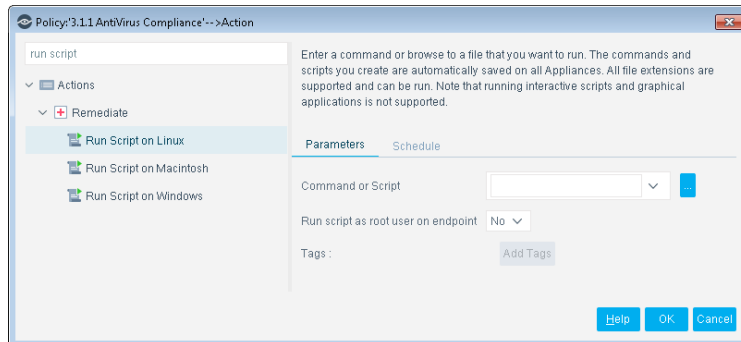 Policy:'3.1.1 AntiVirus Compliance'-->Action
run script
Actions
Remediate
Run Script on Linux
Run Script on Macintosh
Run Script on Windows
Enter a command or browse to a file that you want to run. The commands and
scripts you create are automatically saved on all Appliances. All file extensions are
supported and can be run. Note that running interactive scripts and graphical
applications is not supported.
Parameters Schedule
Command or Script ...
Run script as root user on endpoint No
Tags : Add Tags
Help OK Cancel